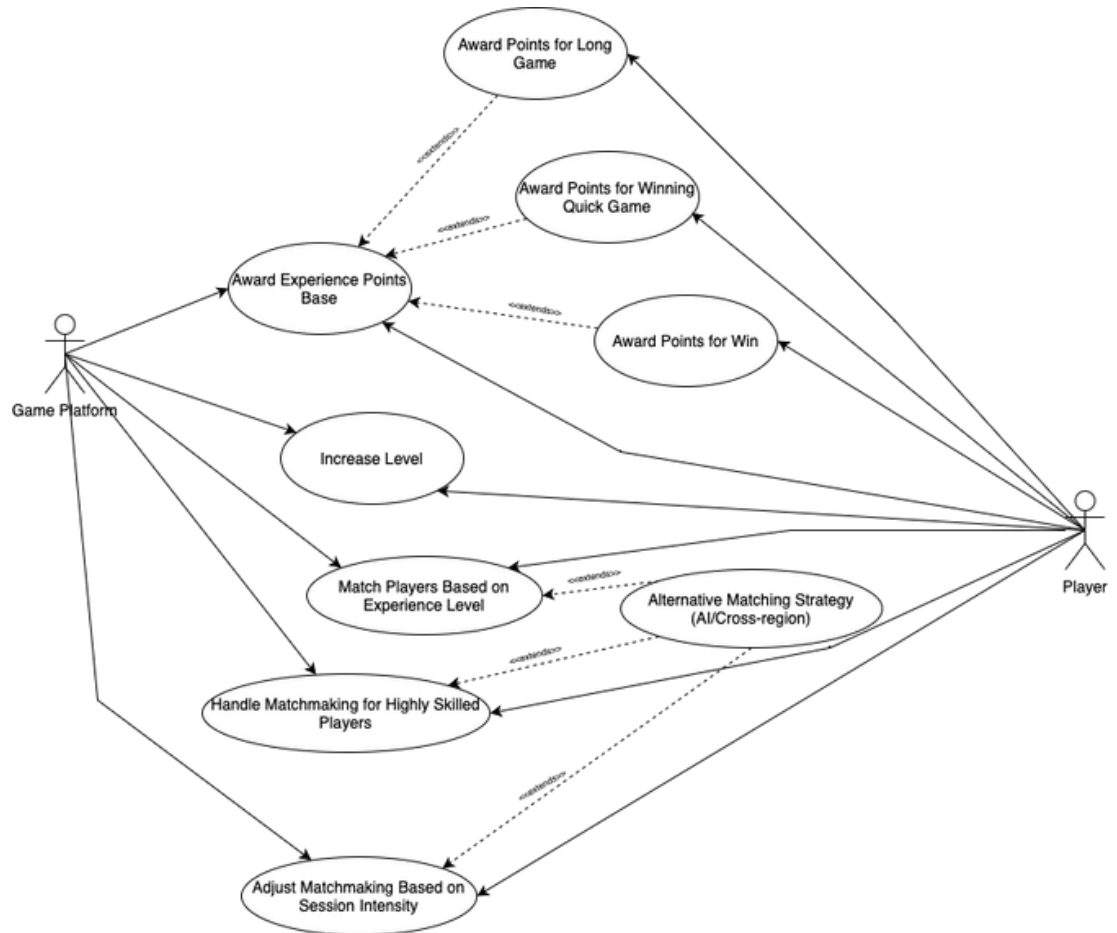 Award Points for Long
Game
<<extends>>
Award Points for Winning
Quick Game
<<extends>>
Award Experience Points
Base
<<extends>>
Award Points for Win
Game Platform
Increase Level
Match Players Based on
Experience Level
<<extends>>
Alternative Matching Strategy
(AI/Cross-region)
Player
<<extends>>
Handle Matchmaking for Highly Skilled
Players
<<extends>>
Adjust Matchmaking Based on
Session Intensity